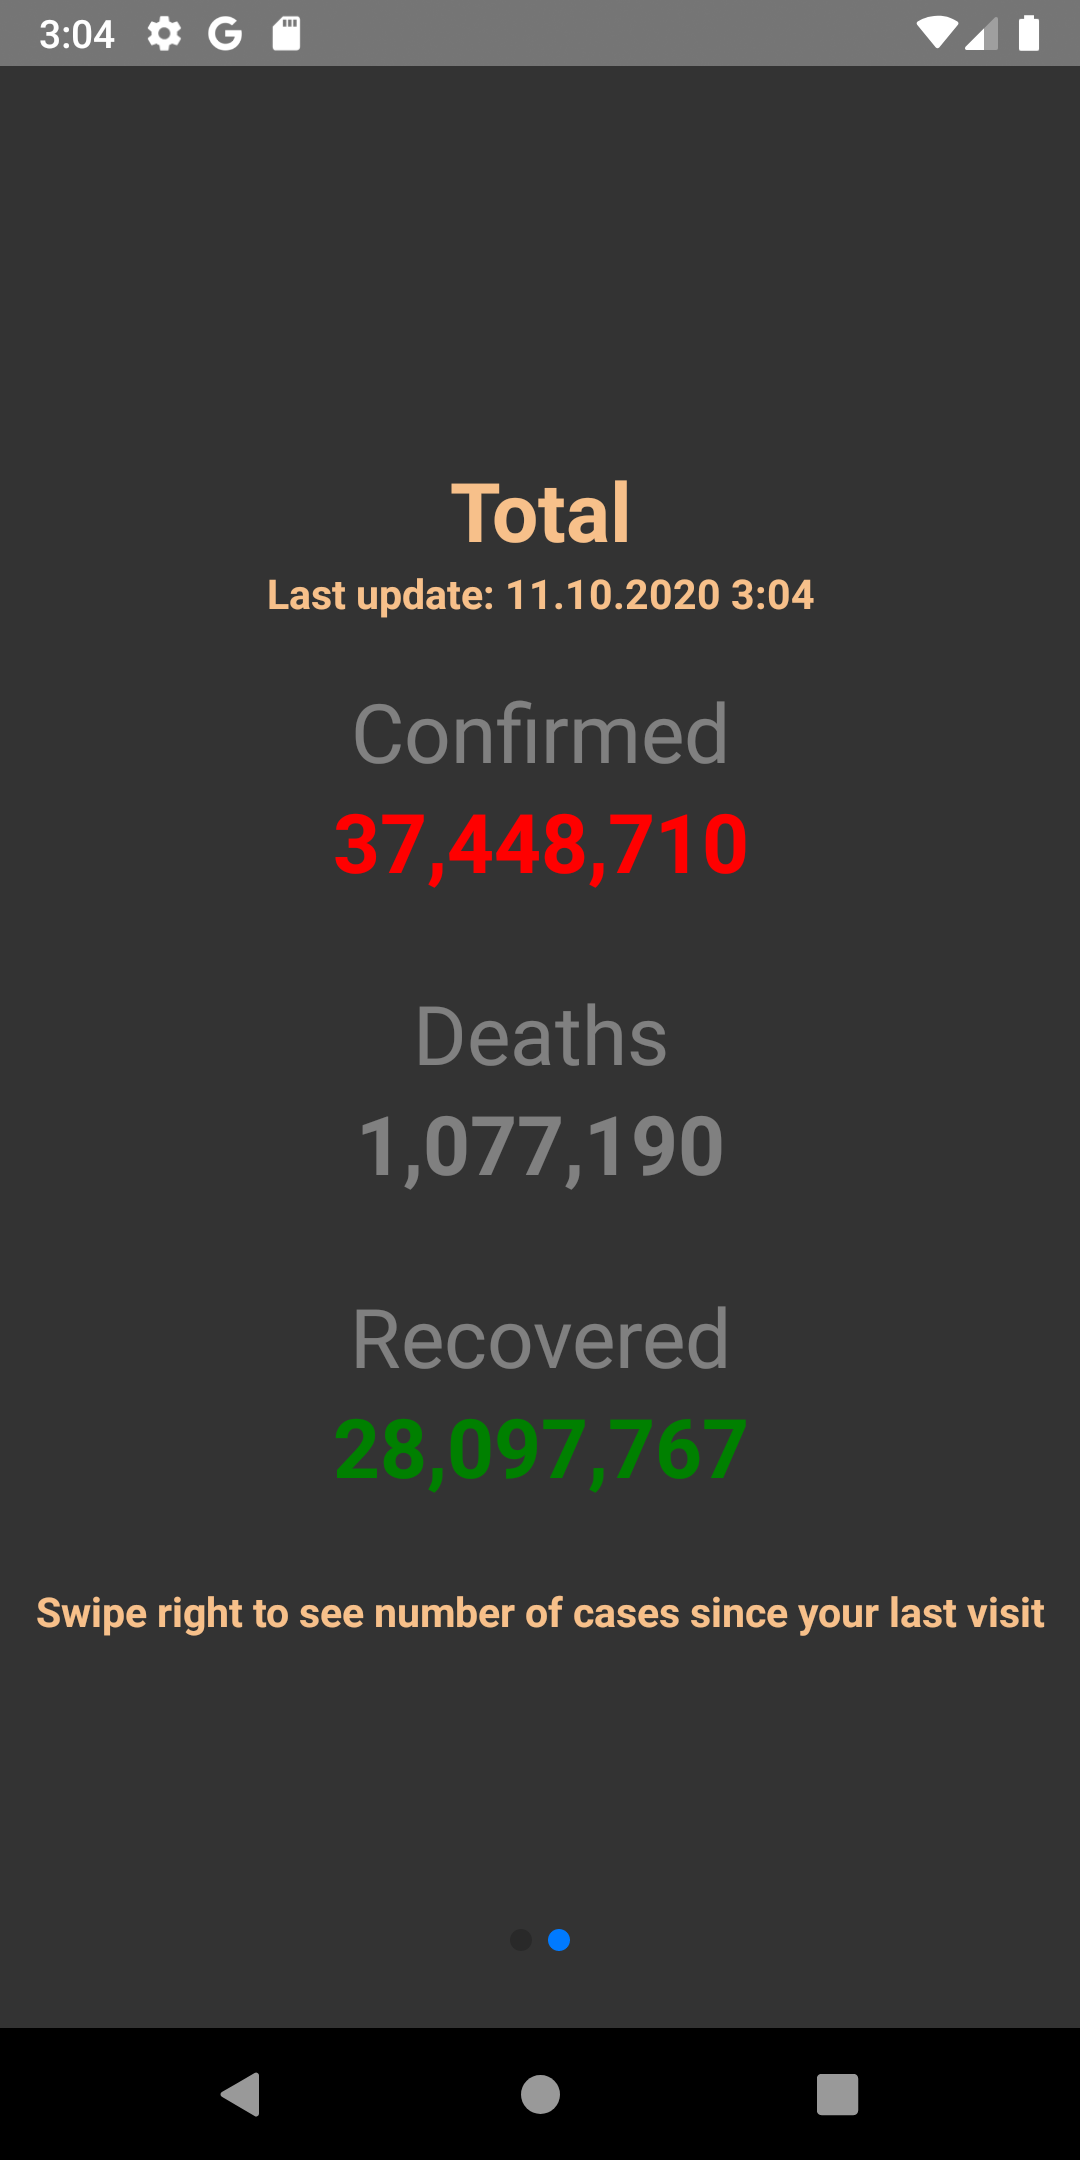 3:04
Total
Last update: 11.10.2020 3:04
Confirmed
37,448,710
Deaths
1,077,190
Recovered
28,097,767
Swipe right to see number of cases since your last visit